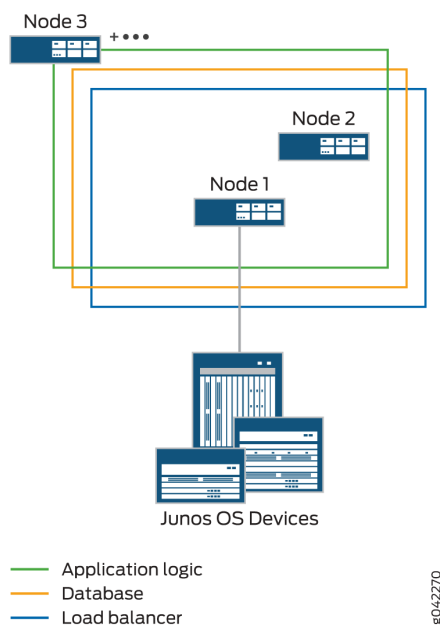 Node 3
+●●●
Node 2
Node 1
Junos OS Devices
Application logic
Database
Load balancer
g042270